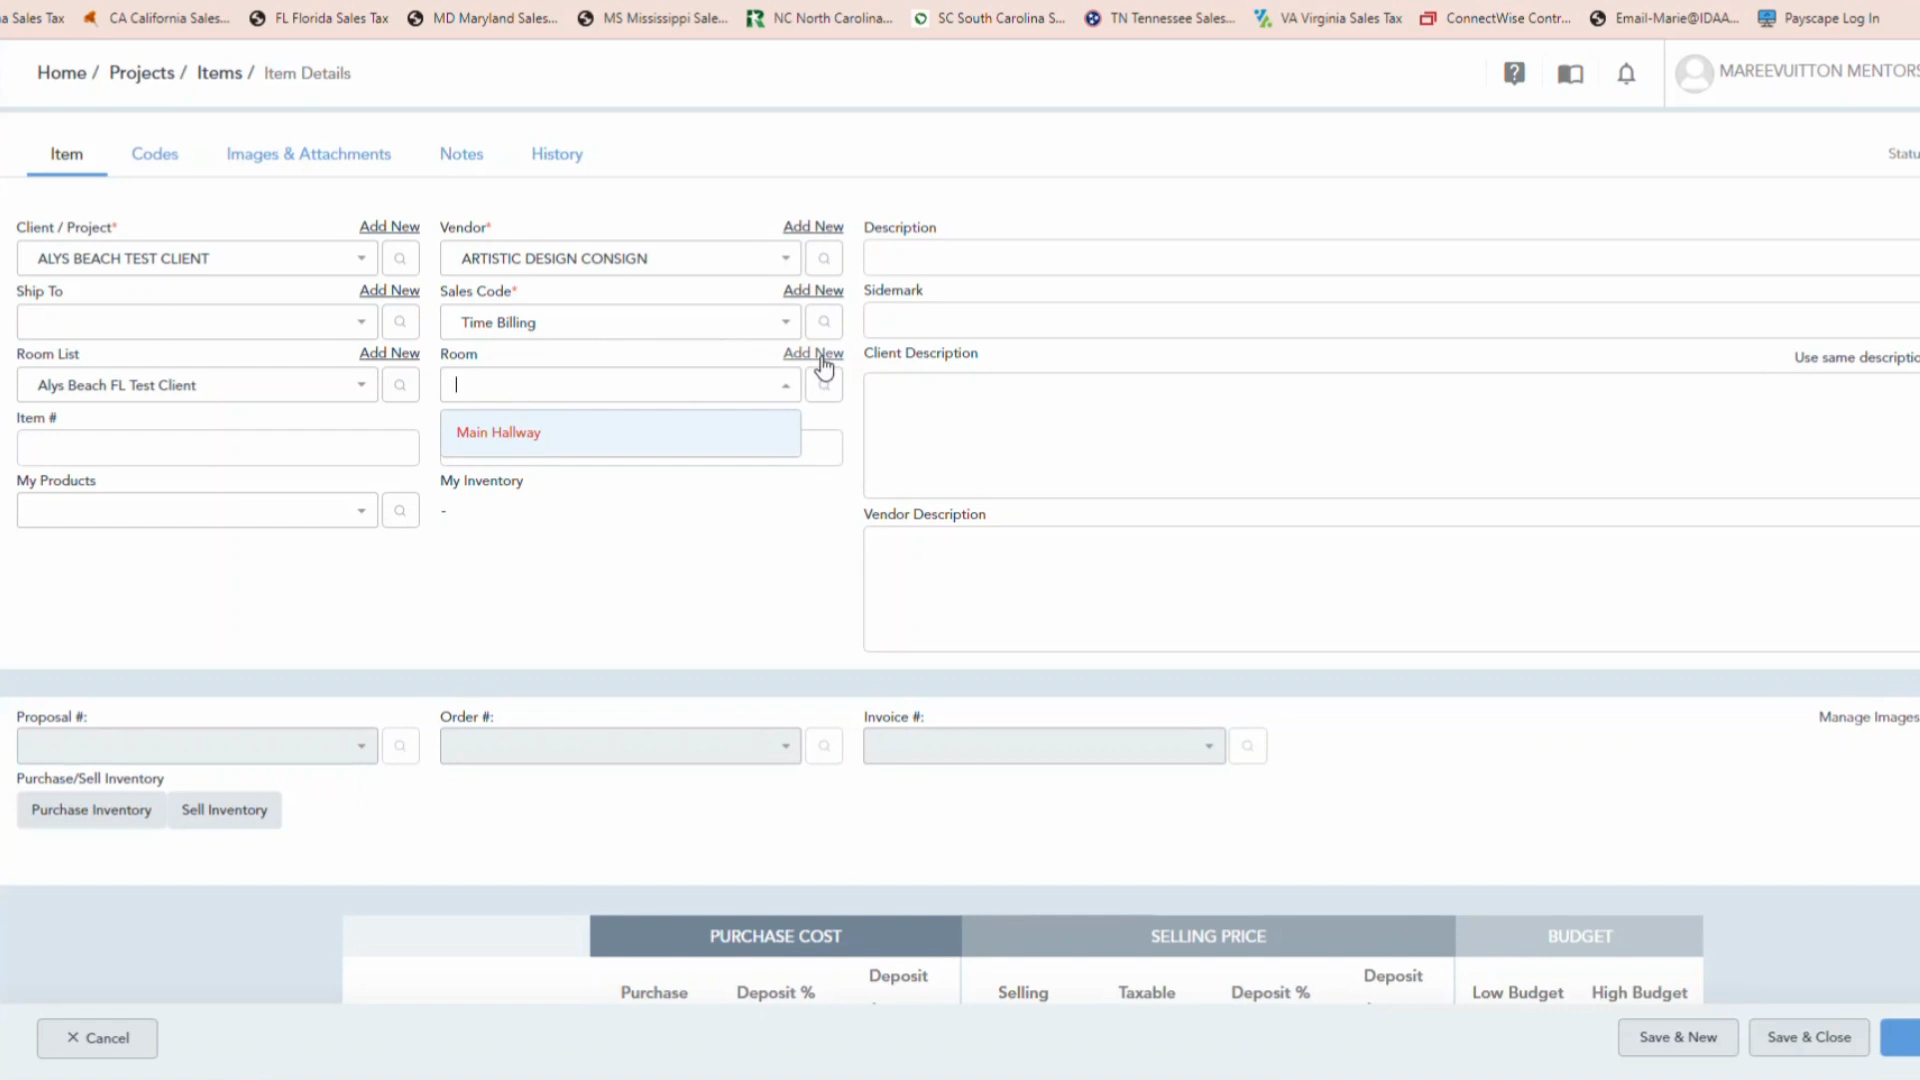 a Sales Tax CA California Sales... FL Florida Sales Tax MD Maryland Sales... MS Mississippi Sale... NC North Carolina... SC South Carolina S... TN Tennessee Sales... VA Virginia Sales Tax ConnectWise Contr... Email-Marie@IDAA... Payscape Log In
Home / Projects / Items / Item Details
MAREEVUITTON MENTORS
Item Codes Images & Attachments Notes History
Statu
Client / Project* Add New Vendor* Add New Description
ALYS BEACH TEST CLIENT ARTISTIC DESIGN CONSIGN
Ship To Add New Sales Code* Add New Sidemark
Time Billing
Room List Add New Room Add New Client Description Use same descriptio
Alys Beach FL Test Client
Item #
Main Hallway
My Products My Inventory
-
Vendor Description
Proposal #: Order #: Invoice #: Manage Images
Purchase/Sell Inventory
Purchase Inventory Sell Inventory
PURCHASE COST SELLING PRICE BUDGET
Purchase Deposit % Deposit Selling Taxable Deposit % Deposit Low Budget High Budget
× Cancel Save & New Save & Close